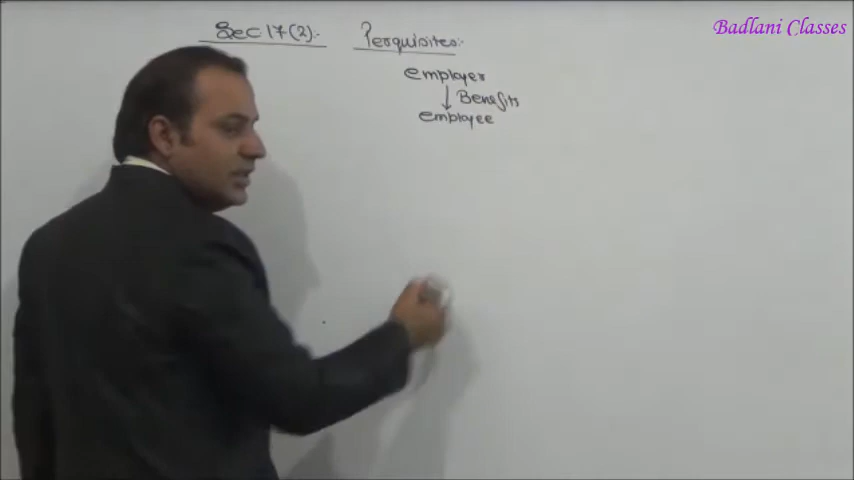 Badlani Classes
Sec 17(2):- Perquisites:-
employer
↓ Benefits
employee